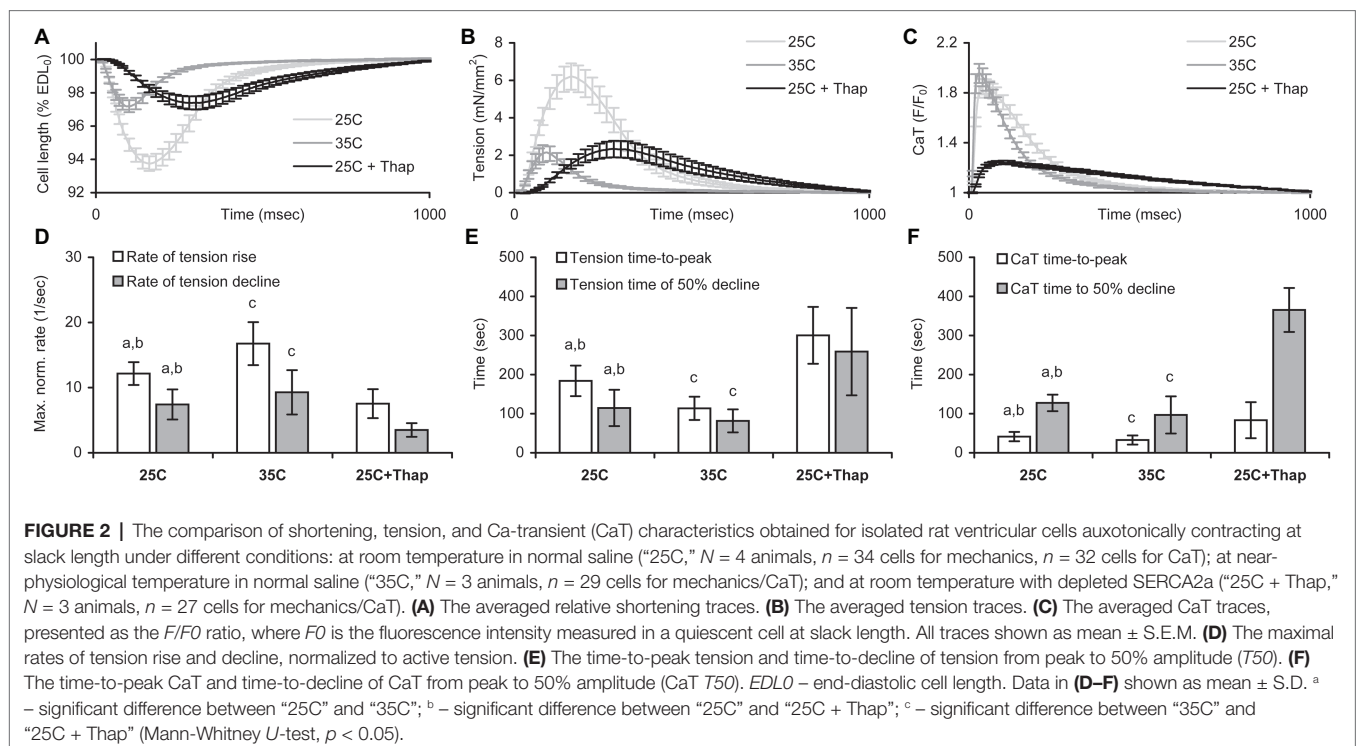 A
Cell length (% EDL0)
100
98
96
94
92
0
1000
Time (msec)
25C
35C
25C + Thap
B
Tension (mN/mm2)
8
6
4
2
0
0
1000
Time (msec)
25C
35C
25C + Thap
C
CaT (F/F0)
2.2
1.8
1.4
1
0
1000
Time (msec)
25C
35C
25C + Thap
D
Max. norm. rate (1/sec)
30
20
10
0
Rate of tension rise
Rate of tension decline
a,b
a,b
c
c
25C
35C
25C+Thap
E
Time (sec)
500
400
300
200
100
0
Tension time-to-peak
Tension time of 50% decline
a,b
a,b
c
c
25C
35C
25C+Thap
F
Time (sec)
500
400
300
200
100
0
CaT time-to-peak
CaT time to 50% decline
a,b
a,b
c
c
25C
35C
25C+Thap
FIGURE 2 | The comparison of shortening, tension, and Ca-transient (CaT) characteristics obtained for isolated rat ventricular cells auxotonically contracting at
slack length under different conditions: at room temperature in normal saline (“25C,” N = 4 animals, n = 34 cells for mechanics, n = 32 cells for CaT); at near-
physiological temperature in normal saline (“35C,” N = 3 animals, n = 29 cells for mechanics/CaT); and at room temperature with depleted SERCA2a (“25C + Thap,”
N = 3 animals, n = 27 cells for mechanics/CaT). (A) The averaged relative shortening traces. (B) The averaged tension traces. (C) The averaged CaT traces,
presented as the F/F0 ratio, where F0 is the fluorescence intensity measured in a quiescent cell at slack length. All traces shown as mean ± S.E.M. (D) The maximal
rates of tension rise and decline, normalized to active tension. (E) The time-to-peak tension and time-to-decline of tension from peak to 50% amplitude (T50). (F)
The time-to-peak CaT and time-to-decline of CaT from peak to 50% amplitude (CaT T50). EDL0 – end-diastolic cell length. Data in (D–F) shown as mean ± S.D. a
– significant difference between “25C” and “35C”; b – significant difference between “25C” and “25C + Thap”; c – significant difference between “35C” and
“25C + Thap” (Mann-Whitney U-test, p < 0.05).